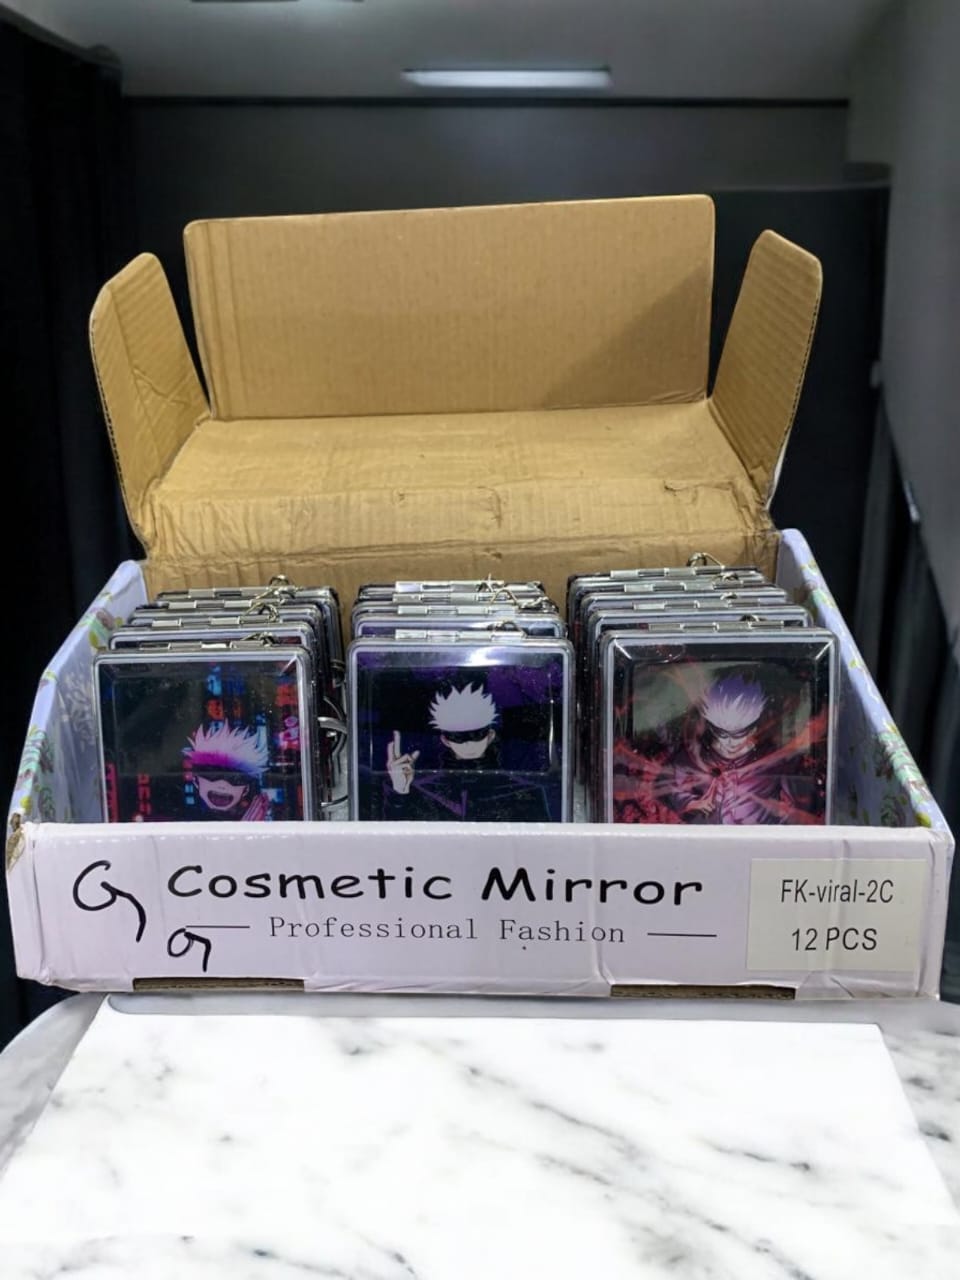 Cosmetic Mirror
Professional Fashion
FK-viral-2C
12 PCS